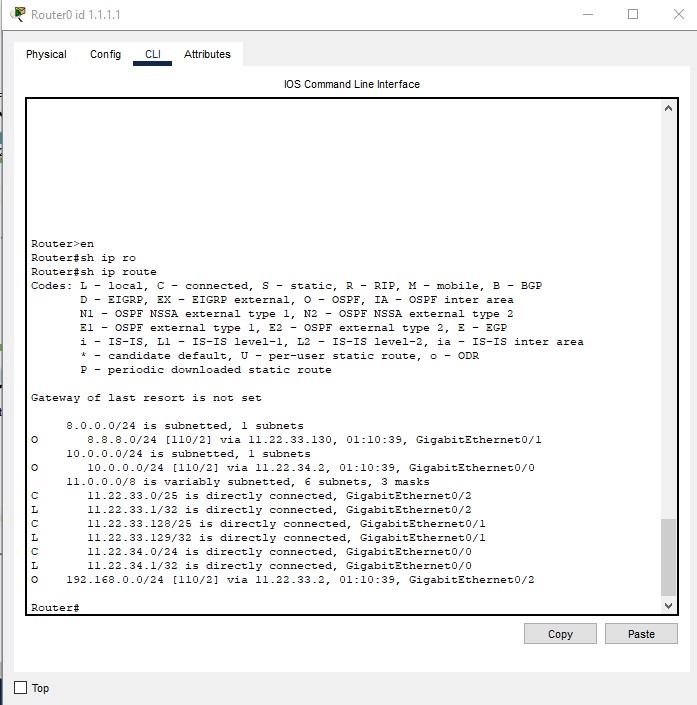 Router0 id 1.1.1.1
Physical Config CLI Attributes
IOS Command Line Interface
Router>en
Router#sh ip ro
Router#sh ip route
Codes: L - local, C - connected, S - static, R - RIP, M - mobile, B - BGP
D - EIGRP, EX - EIGRP external, O - OSPF, IA - OSPF inter area
N1 - OSPF NSSA external type 1, N2 - OSPF NSSA external type 2
E1 - OSPF external type 1, E2 - OSPF external type 2, E - EGP
i - IS-IS, L1 - IS-IS level-1, L2 - IS-IS level-2, ia - IS-IS inter area
* - candidate default, U - per-user static route, o - ODR
P - periodic downloaded static route
Gateway of last resort is not set
8.0.0.0/24 is subnetted, 1 subnets
O 8.8.8.0/24 [110/2] via 11.22.33.130, 01:10:39, GigabitEthernet0/1
10.0.0.0/24 is subnetted, 1 subnets
O 10.0.0.0/24 [110/2] via 11.22.34.2, 01:10:39, GigabitEthernet0/0
11.0.0.0/8 is variably subnetted, 6 subnets, 3 masks
C 11.22.33.0/25 is directly connected, GigabitEthernet0/2
L 11.22.33.1/32 is directly connected, GigabitEthernet0/2
C 11.22.33.128/25 is directly connected, GigabitEthernet0/1
L 11.22.33.129/32 is directly connected, GigabitEthernet0/1
C 11.22.34.0/24 is directly connected, GigabitEthernet0/0
L 11.22.34.1/32 is directly connected, GigabitEthernet0/0
O 192.168.0.0/24 [110/2] via 11.22.33.2, 01:10:39, GigabitEthernet0/2
Router#
Copy Paste
Top